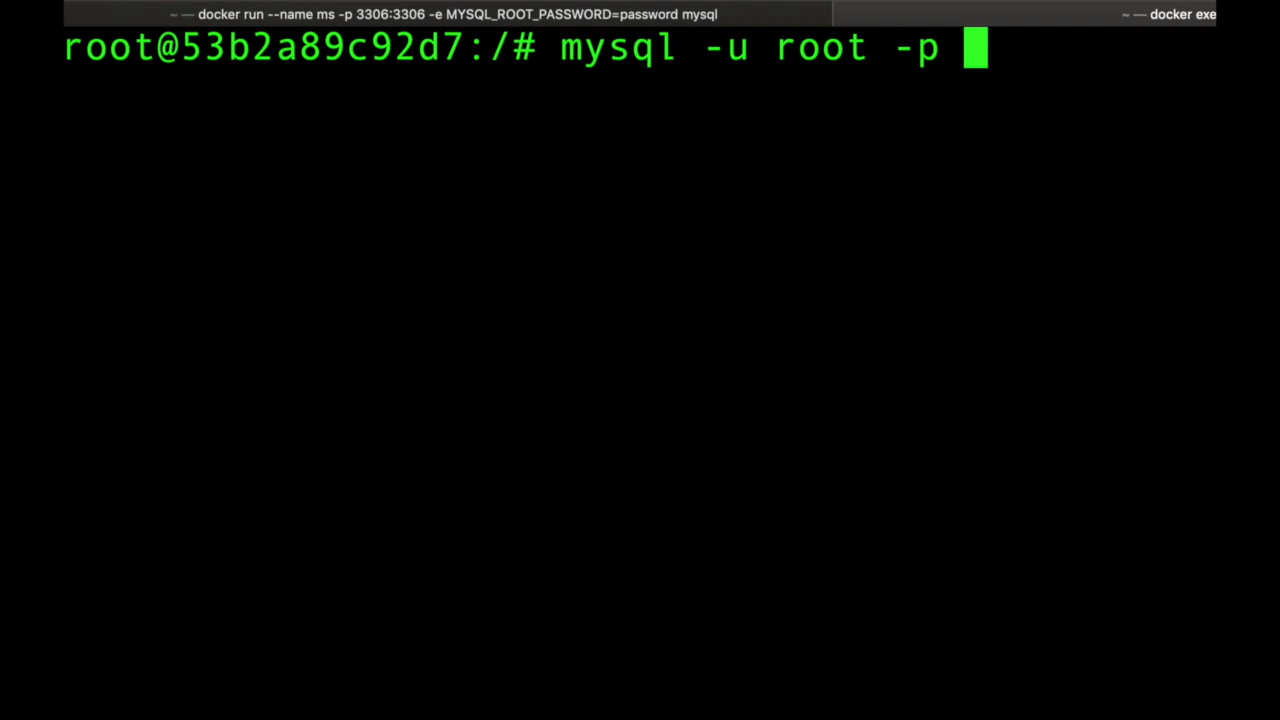 ~ — docker run --name ms -p 3306:3306 -e MYSQL_ROOT_PASSWORD=password mysql
~ — docker exe
root@53b2a89c92d7:/# mysql -u root -p